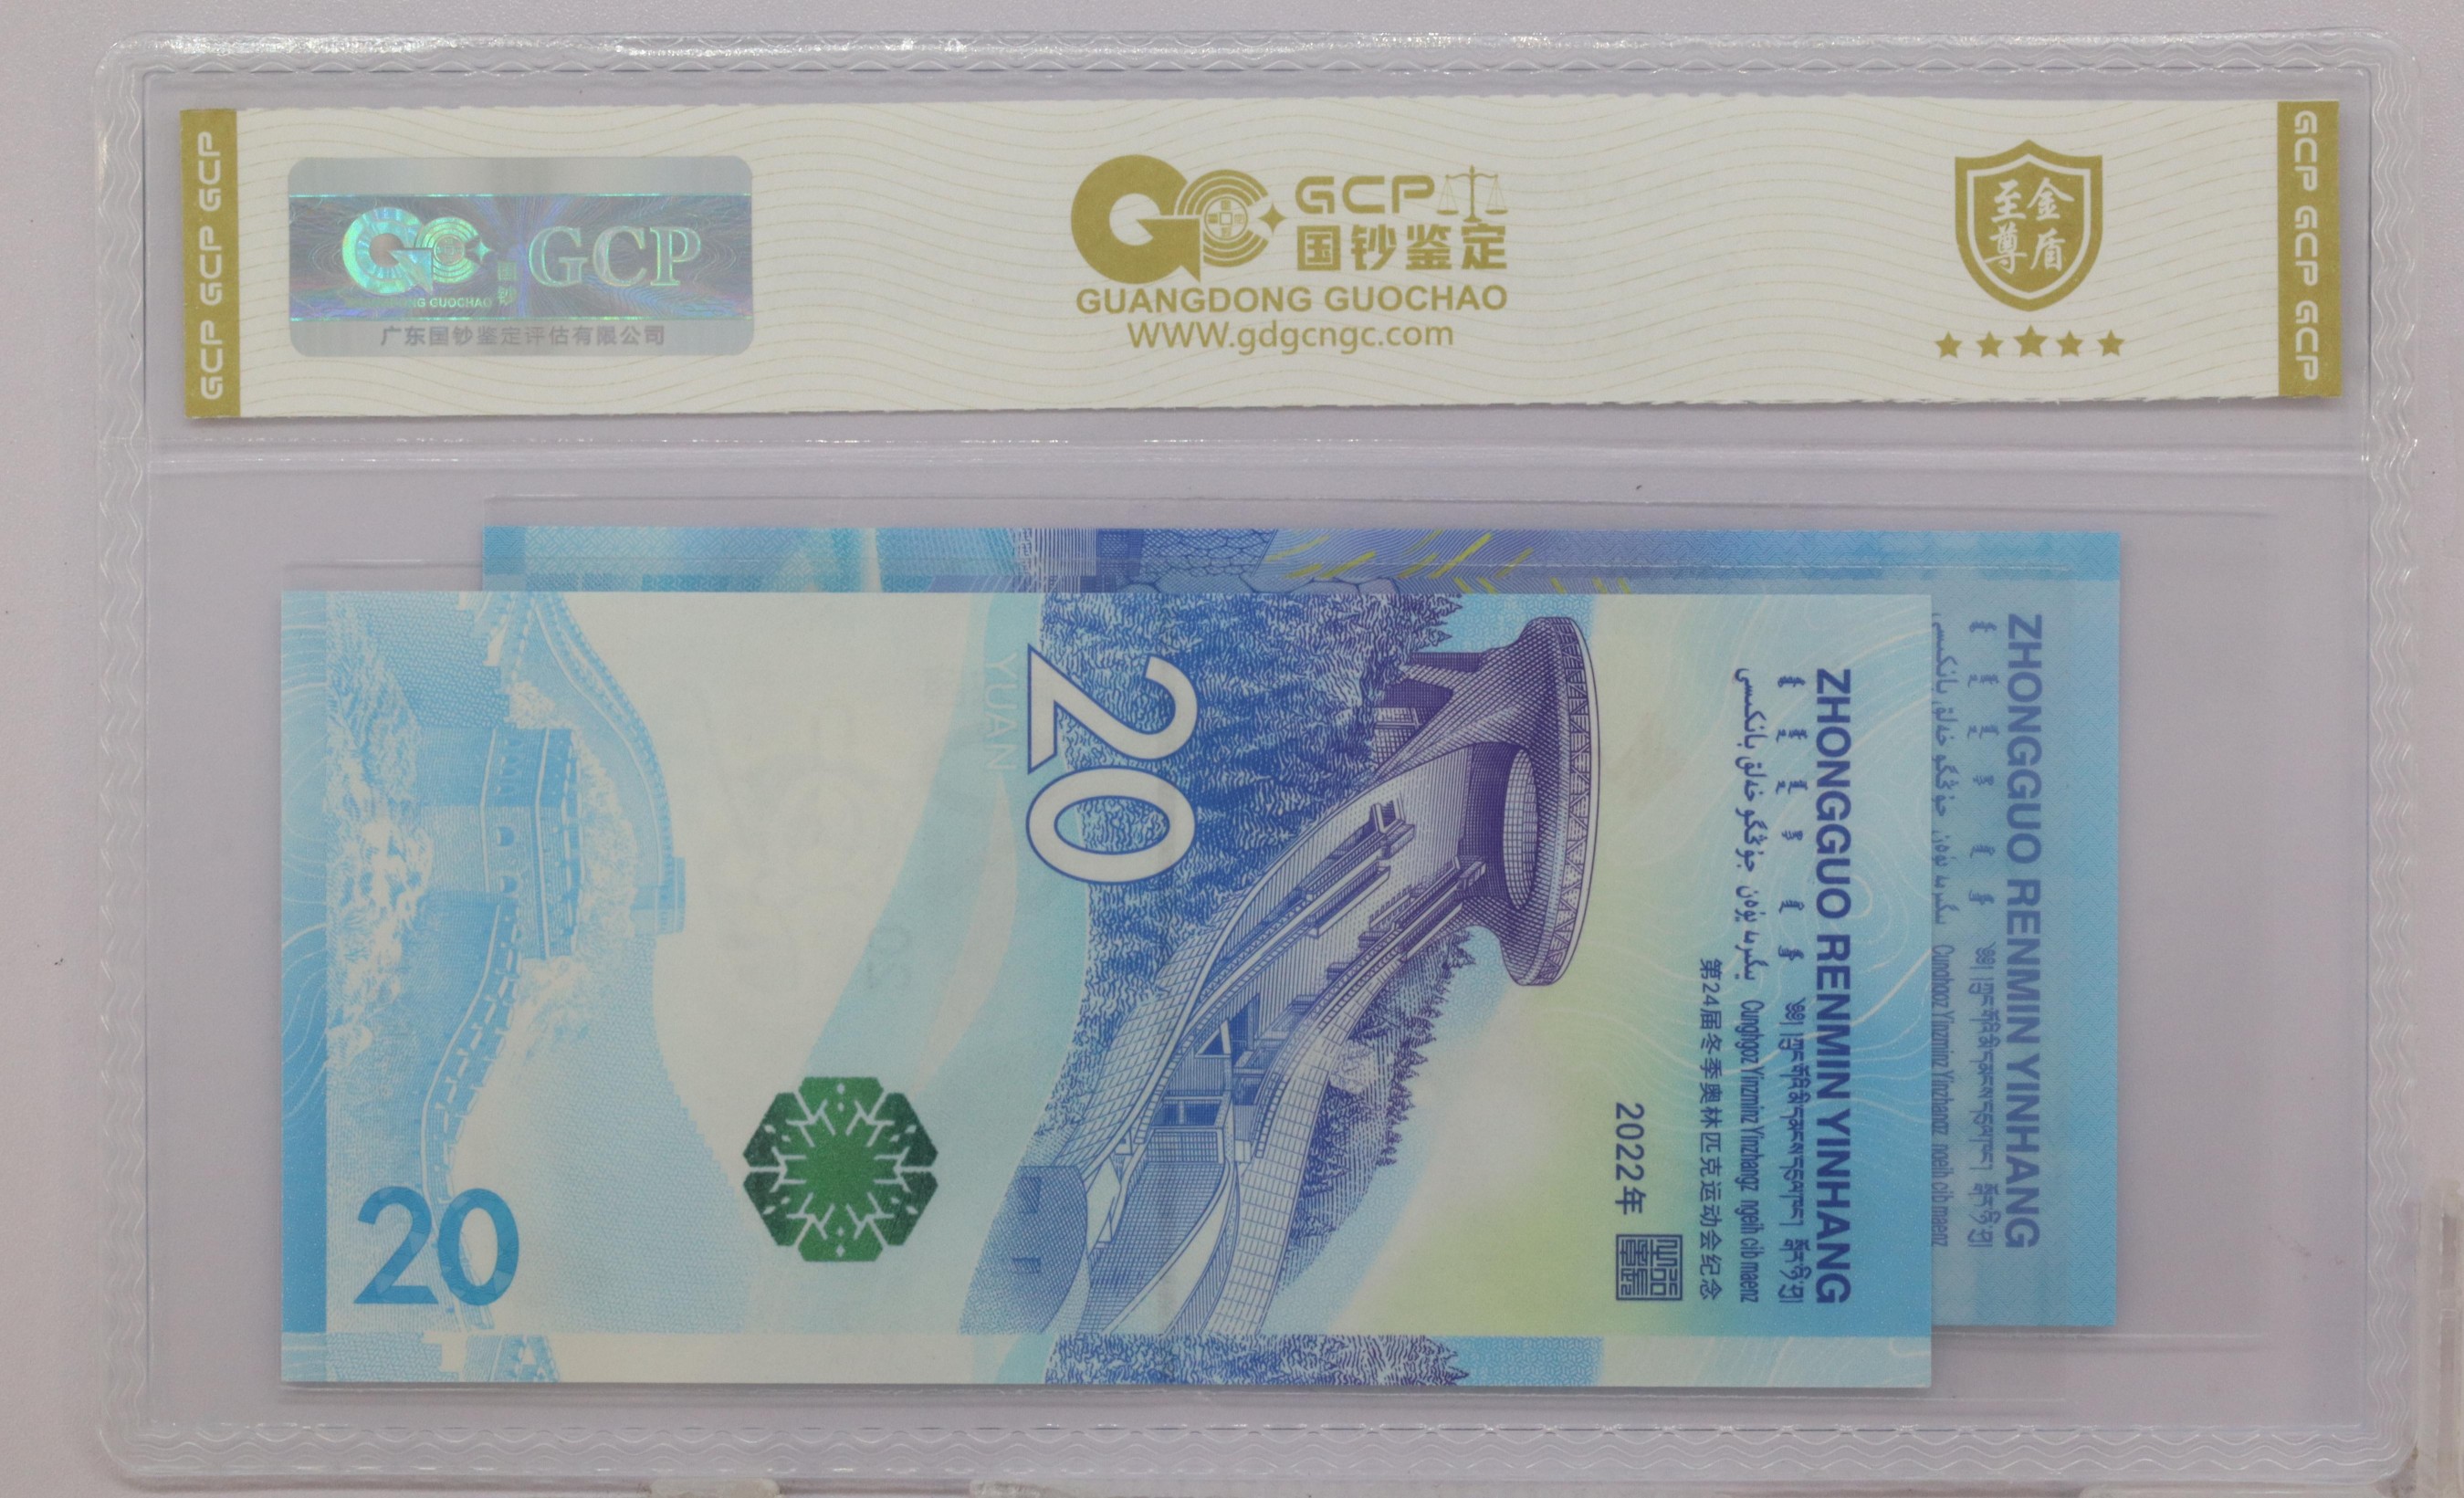 GCP GCP GCP
GCP
GUANGDONG GUOCHAO
国钞
广东国钞鉴定评估有限公司
GCP
国钞鉴定
GUANGDONG GUOCHAO
WWW.gdgcngc.com
至金
尊盾
GCP GCP GCP
ZHONGGUO RENMIN YINHANG
Cunghgoz Yinzminz Yinzhangz ngeih cib maenz
第24届冬季奥林匹克运动会纪念
2022年
20
YUAN
20
ZHONGGUO RENMIN YINHANG
Cunghgoz Yinzminz Yinzhangz ngeih cib maenz